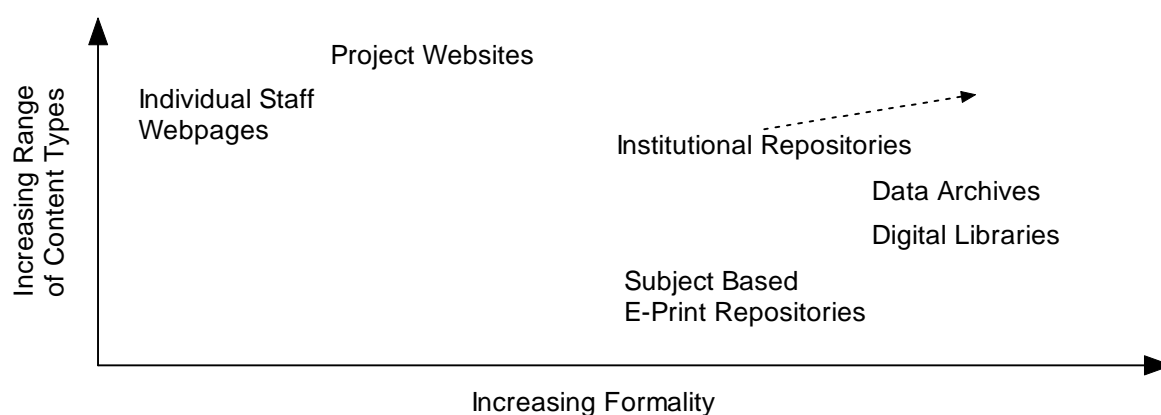 Project Websites
Individual Staff
Webpages
Institutional Repositories
Data Archives
Digital Libraries
Subject Based
E-Print Repositories
Increasing Range
of Content Types
Increasing Formality